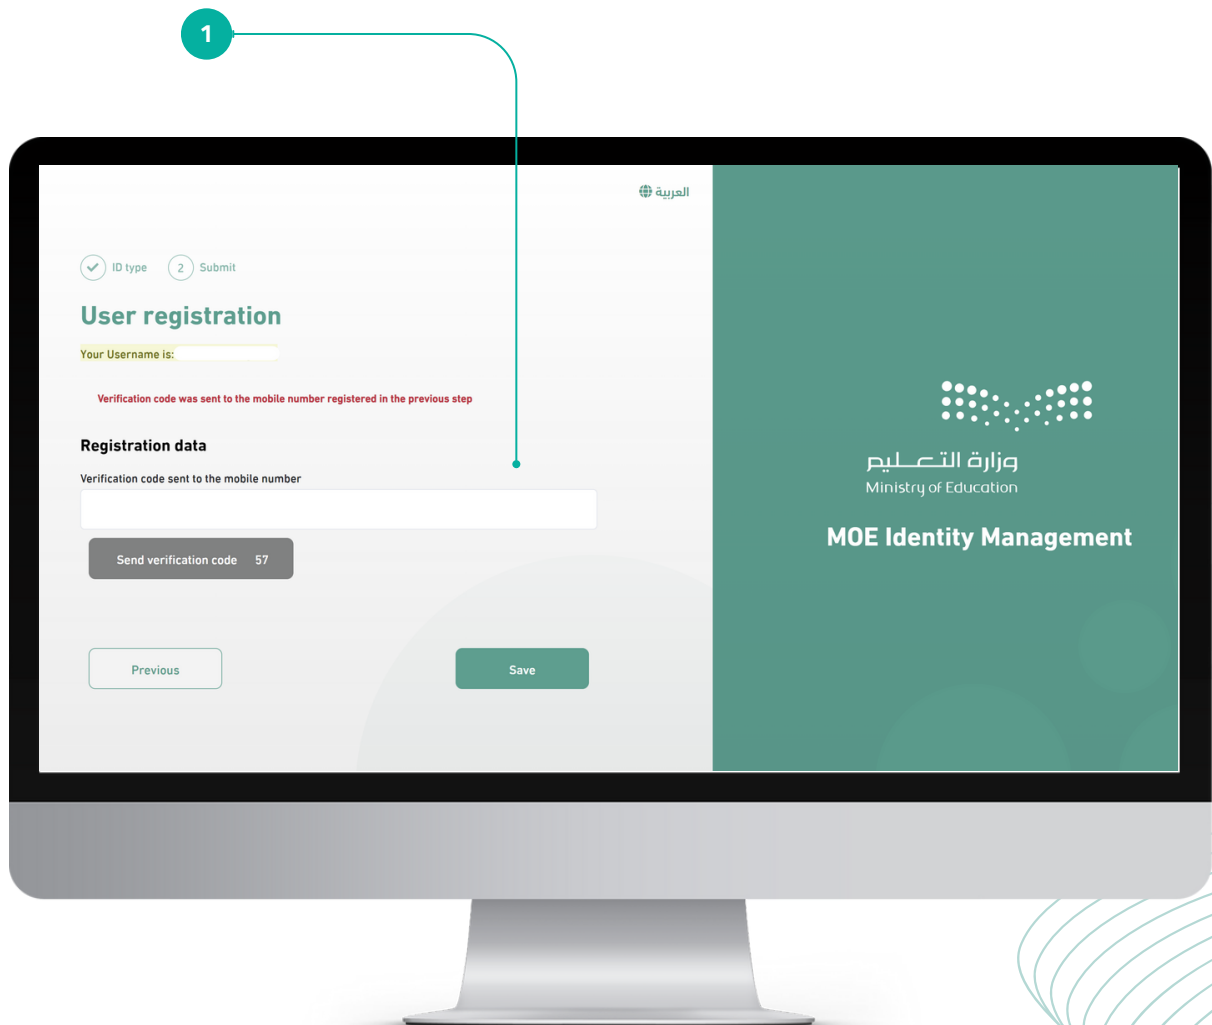 1
العربية
ID type
2 Submit
User registration
Your Username is:
Verification code was sent to the mobile number registered in the previous step
Registration data
Verification code sent to the mobile number
Send verification code 57
Previous
Save
وزارة التعليم
Ministry of Education
MOE Identity Management